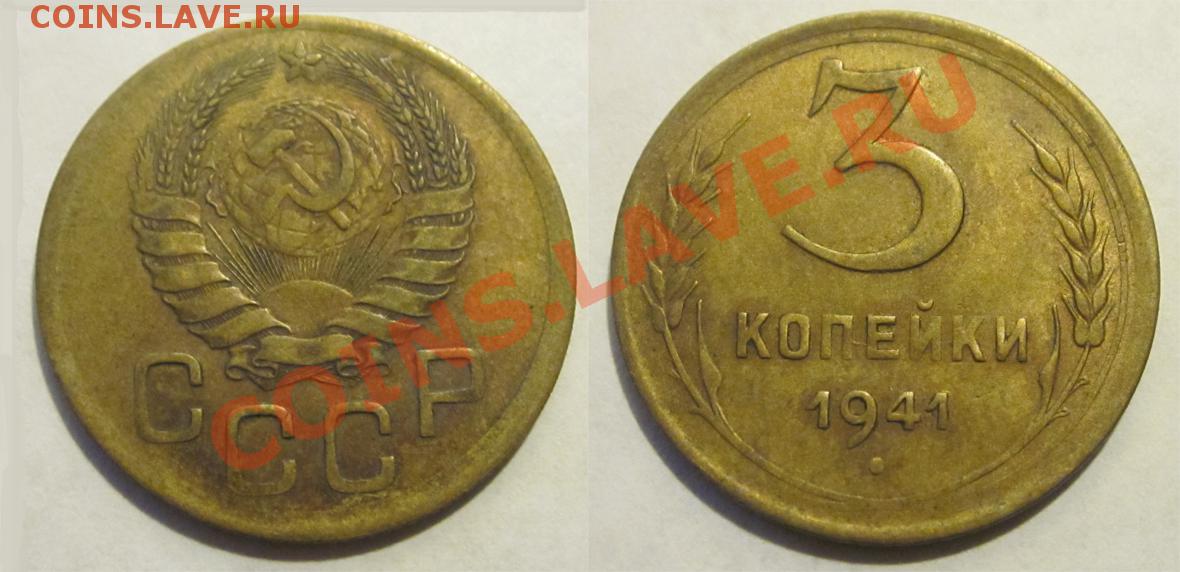 COINS.LAVE.RU
СССР
3
КОПЕЙКИ
1941
COINS.LAVE.RU